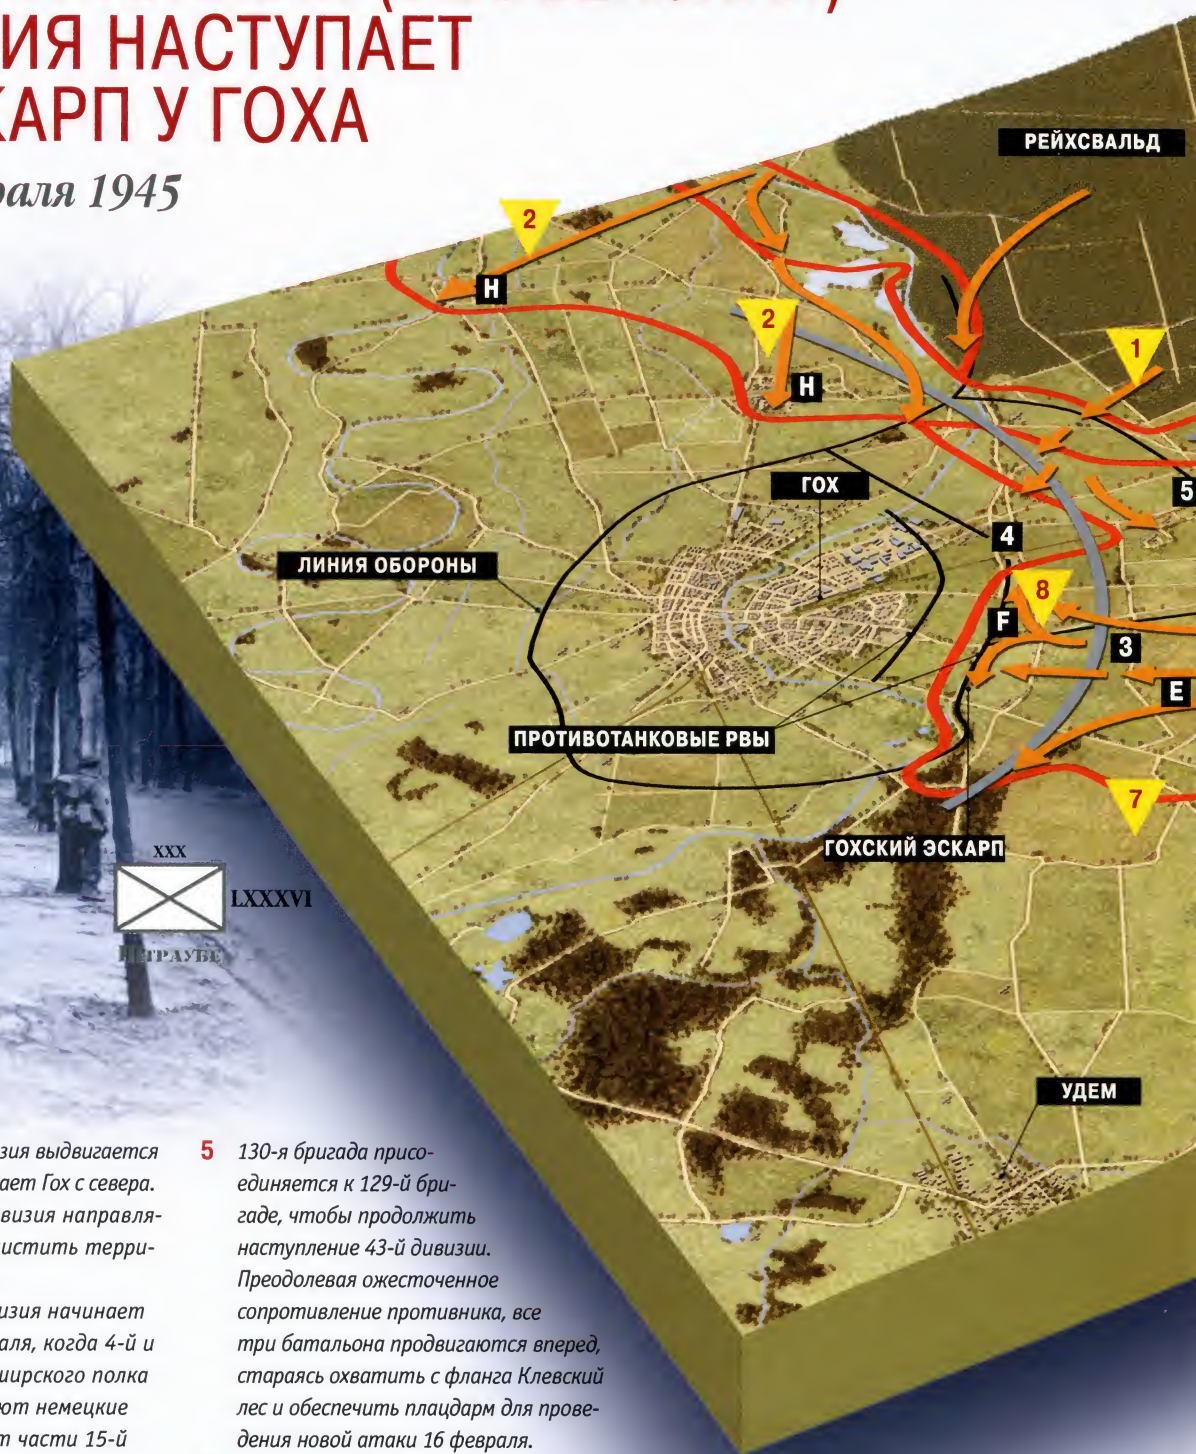 ИЯ НАСТУПАЕТ
КАРП У ГОХА
раля 1945
РЕЙХСВАЛЬД
2
H
2
1
H
ГОХ
5
4
ЛИНИЯ ОБОРОНЫ
8
F
3
E
ПРОТИВОТАНКОВЫЕ РВЫ
7
ГОХСКИЙ ЭСКАРП
XXX
LXXXVI
ШТРАУБЕ
УДЕМ
зия выдвигается
ает Гох с севера.
визия направля-
истить терри-
изия начинает
аля, когда 4-й и
ширского полка
ют немецкие
т части 15-й
5 130-я бригада присо-
единяется к 129-й бри-
гаде, чтобы продолжить
наступление 43-й дивизии.
Преодолевая ожесточенное
сопротивление противника, все
три батальона продвигаются вперед,
стараясь охватить с фланга Клевский
лес и обеспечить плацдарм для прове-
дения новой атаки 16 февраля.